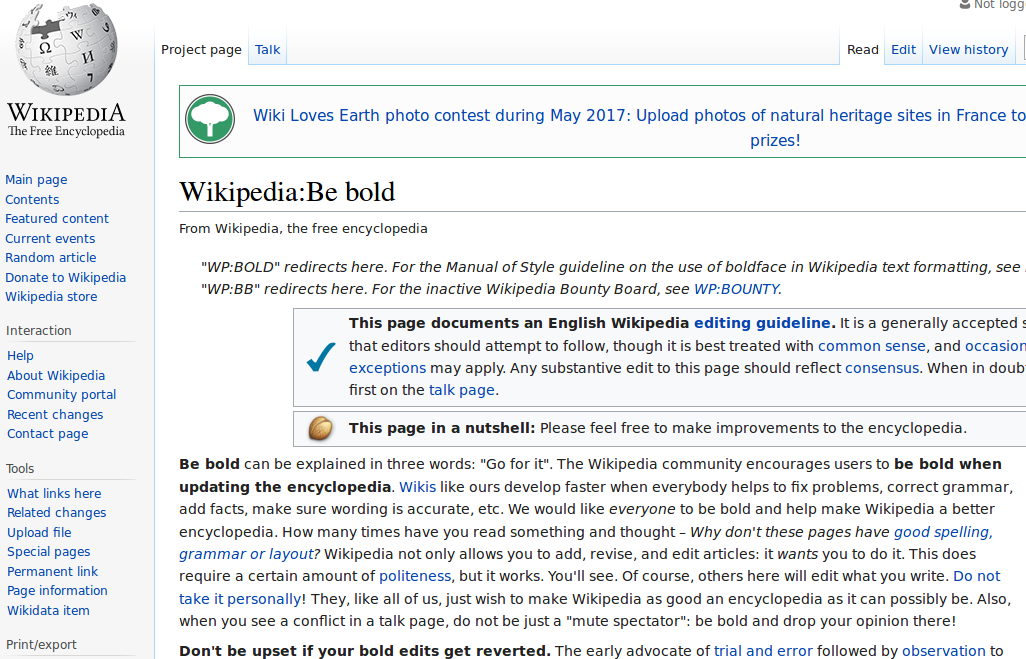 Not logg
Project page Talk Read Edit View history
Ω W И 維 7
WIKIPEDIA
The Free Encyclopedia
Main page
Contents
Featured content
Current events
Random article
Donate to Wikipedia
Wikipedia store
Interaction
Help
About Wikipedia
Community portal
Recent changes
Contact page
Tools
What links here
Related changes
Upload file
Special pages
Permanent link
Page information
Wikidata item
Print/export
Wiki Loves Earth photo contest during May 2017: Upload photos of natural heritage sites in France to
prizes!
Wikipedia:Be bold
From Wikipedia, the free encyclopedia
"WP:BOLD" redirects here. For the Manual of Style guideline on the use of boldface in Wikipedia text formatting, see
"WP:BB" redirects here. For the inactive Wikipedia Bounty Board, see WP:BOUNTY.
This page documents an English Wikipedia editing guideline. It is a generally accepted s
that editors should attempt to follow, though it is best treated with common sense, and occasion
exceptions may apply. Any substantive edit to this page should reflect consensus. When in doub
first on the talk page.
This page in a nutshell: Please feel free to make improvements to the encyclopedia.
Be bold can be explained in three words: "Go for it". The Wikipedia community encourages users to be bold when
updating the encyclopedia. Wikis like ours develop faster when everybody helps to fix problems, correct grammar,
add facts, make sure wording is accurate, etc. We would like everyone to be bold and help make Wikipedia a better
encyclopedia. How many times have you read something and thought – Why don't these pages have good spelling,
grammar or layout? Wikipedia not only allows you to add, revise, and edit articles: it wants you to do it. This does
require a certain amount of politeness, but it works. You'll see. Of course, others here will edit what you write. Do not
take it personally! They, like all of us, just wish to make Wikipedia as good an encyclopedia as it can possibly be. Also,
when you see a conflict in a talk page, do not be just a "mute spectator": be bold and drop your opinion there!
Don't be upset if your bold edits get reverted. The early advocate of trial and error followed by observation to